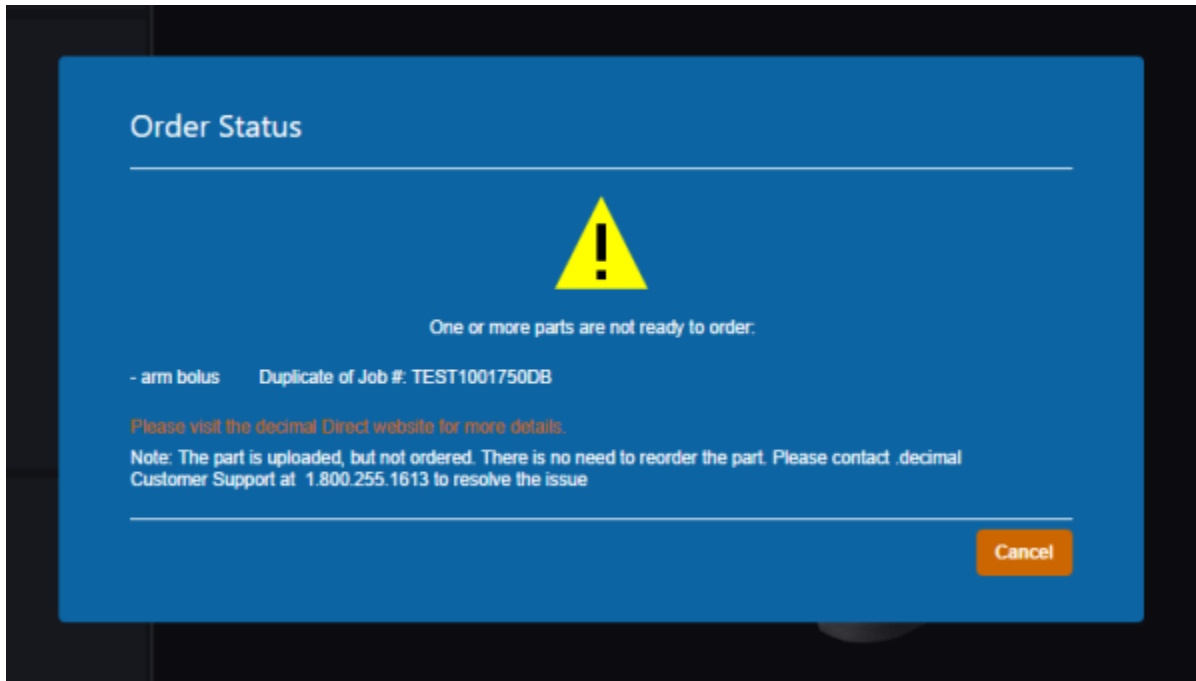 Order Status
!
One or more parts are not ready to order:
- arm bolus Duplicate of Job #: TEST1001750DB
Please visit the decimal Direct website for more details.
Note: The part is uploaded, but not ordered. There is no need to reorder the part. Please contact .decimal
Customer Support at 1.800.255.1613 to resolve the issue
Cancel